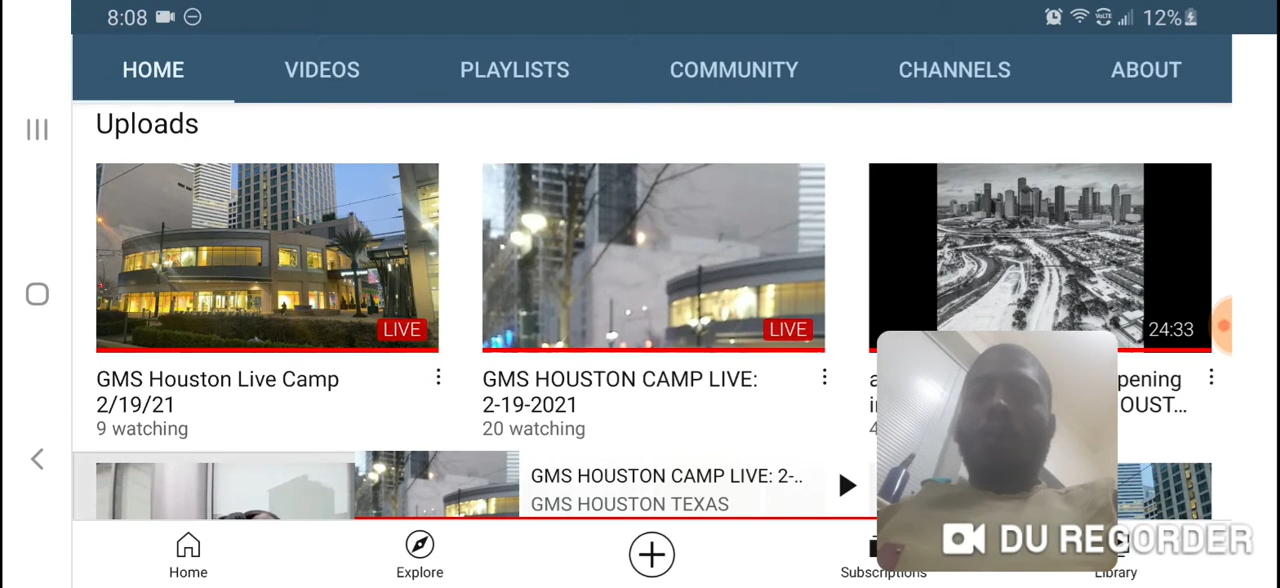 8:08
VoLTE
12%
HOME VIDEOS PLAYLISTS COMMUNITY CHANNELS ABOUT
Uploads
LIVE
LIVE
24:33
GMS Houston Live Camp
2/19/21
9 watching
GMS HOUSTON CAMP LIVE:
2-19-2021
20 watching
pening
OUST...
4
GMS HOUSTON CAMP LIVE: 2-..
GMS HOUSTON TEXAS
DU RECORDER
Home
Explore
Subscriptions
Library